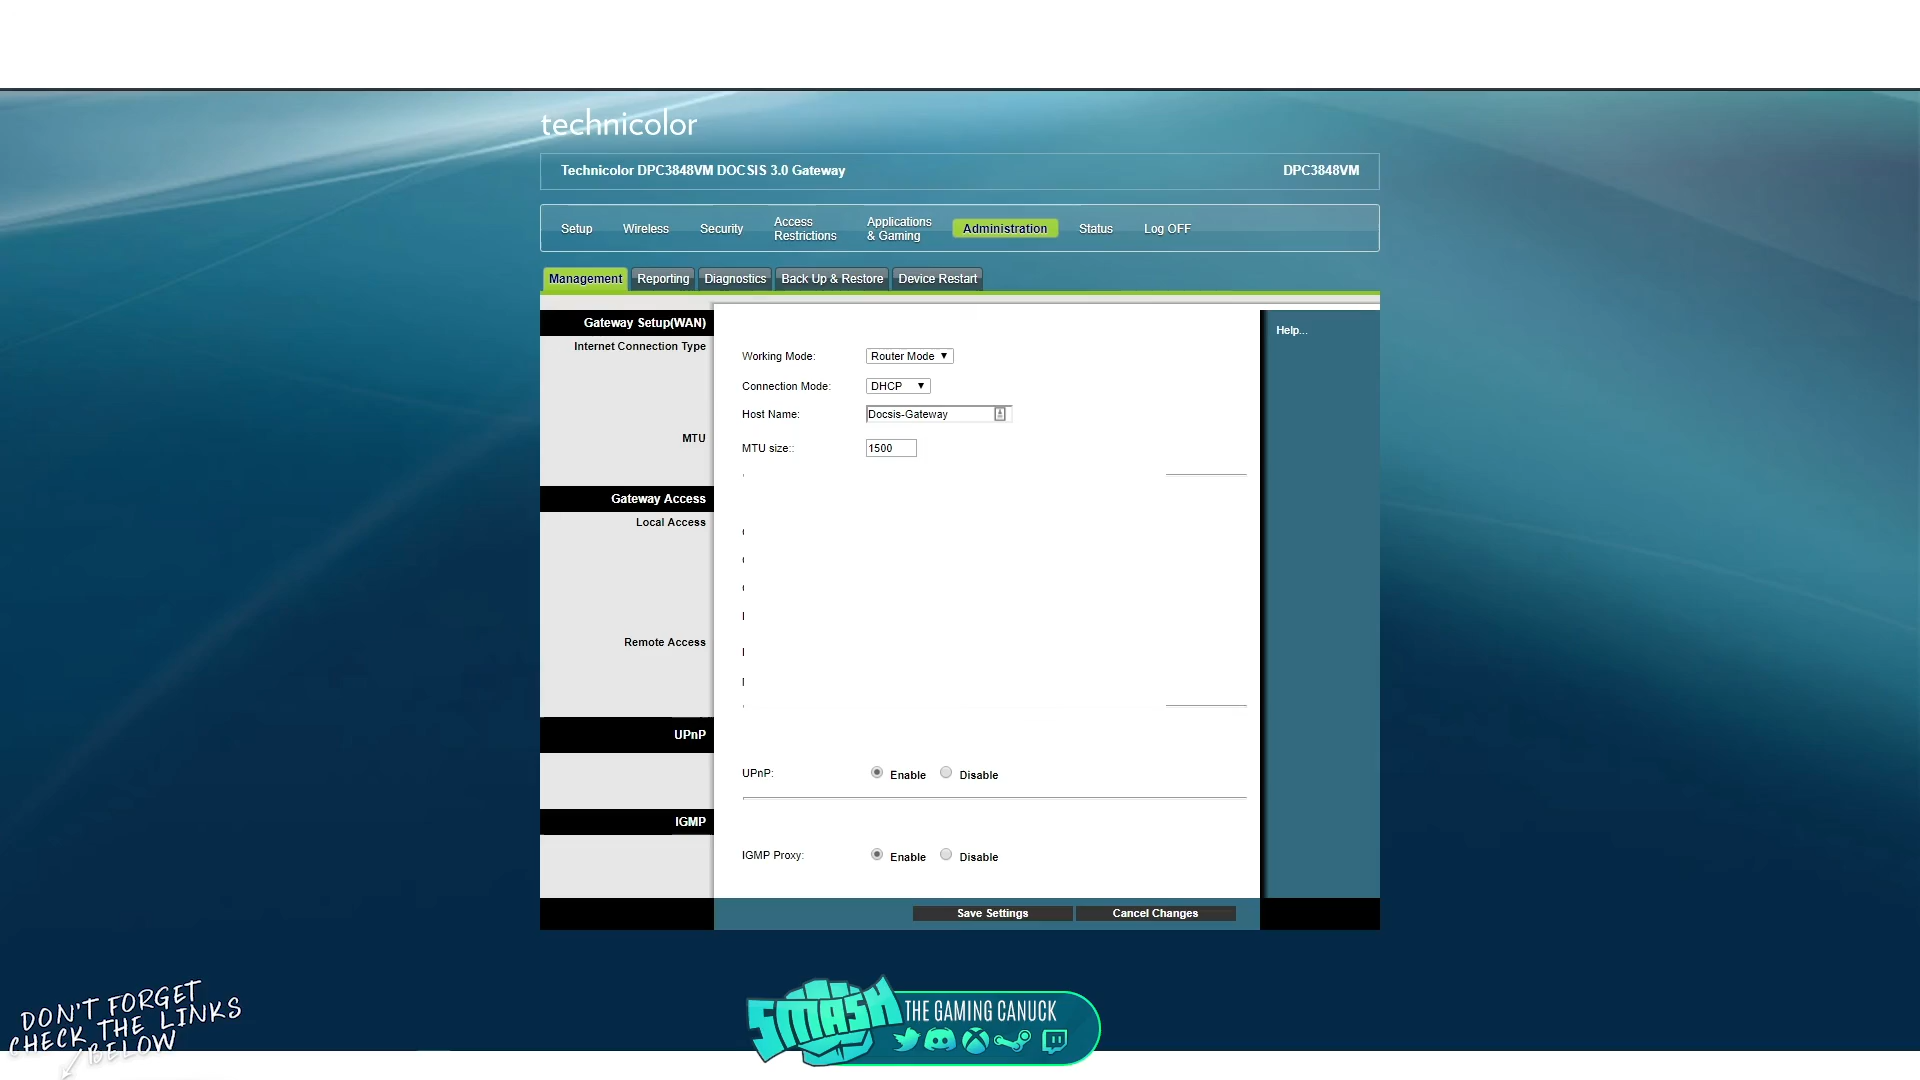 technicolor
Technicolor DPC3848VM DOCSIS 3.0 Gateway DPC3848VM
Setup Wireless Security Access Restrictions Applications & Gaming Administration Status Log OFF
Management Reporting Diagnostics Back Up & Restore Device Restart
Gateway Setup(WAN)
Help...
Internet Connection Type
Working Mode: Router Mode
Connection Mode: DHCP
Host Name: Docsis-Gateway
MTU
MTU size:: 1500
Gateway Access
Local Access
Remote Access
UPnP
UPnP: Enable Disable
IGMP
IGMP Proxy: Enable Disable
Save Settings Cancel Changes
DON'T FORGET
CHECK THE LINKS
BELOW
SMASH
THE GAMING CANUCK